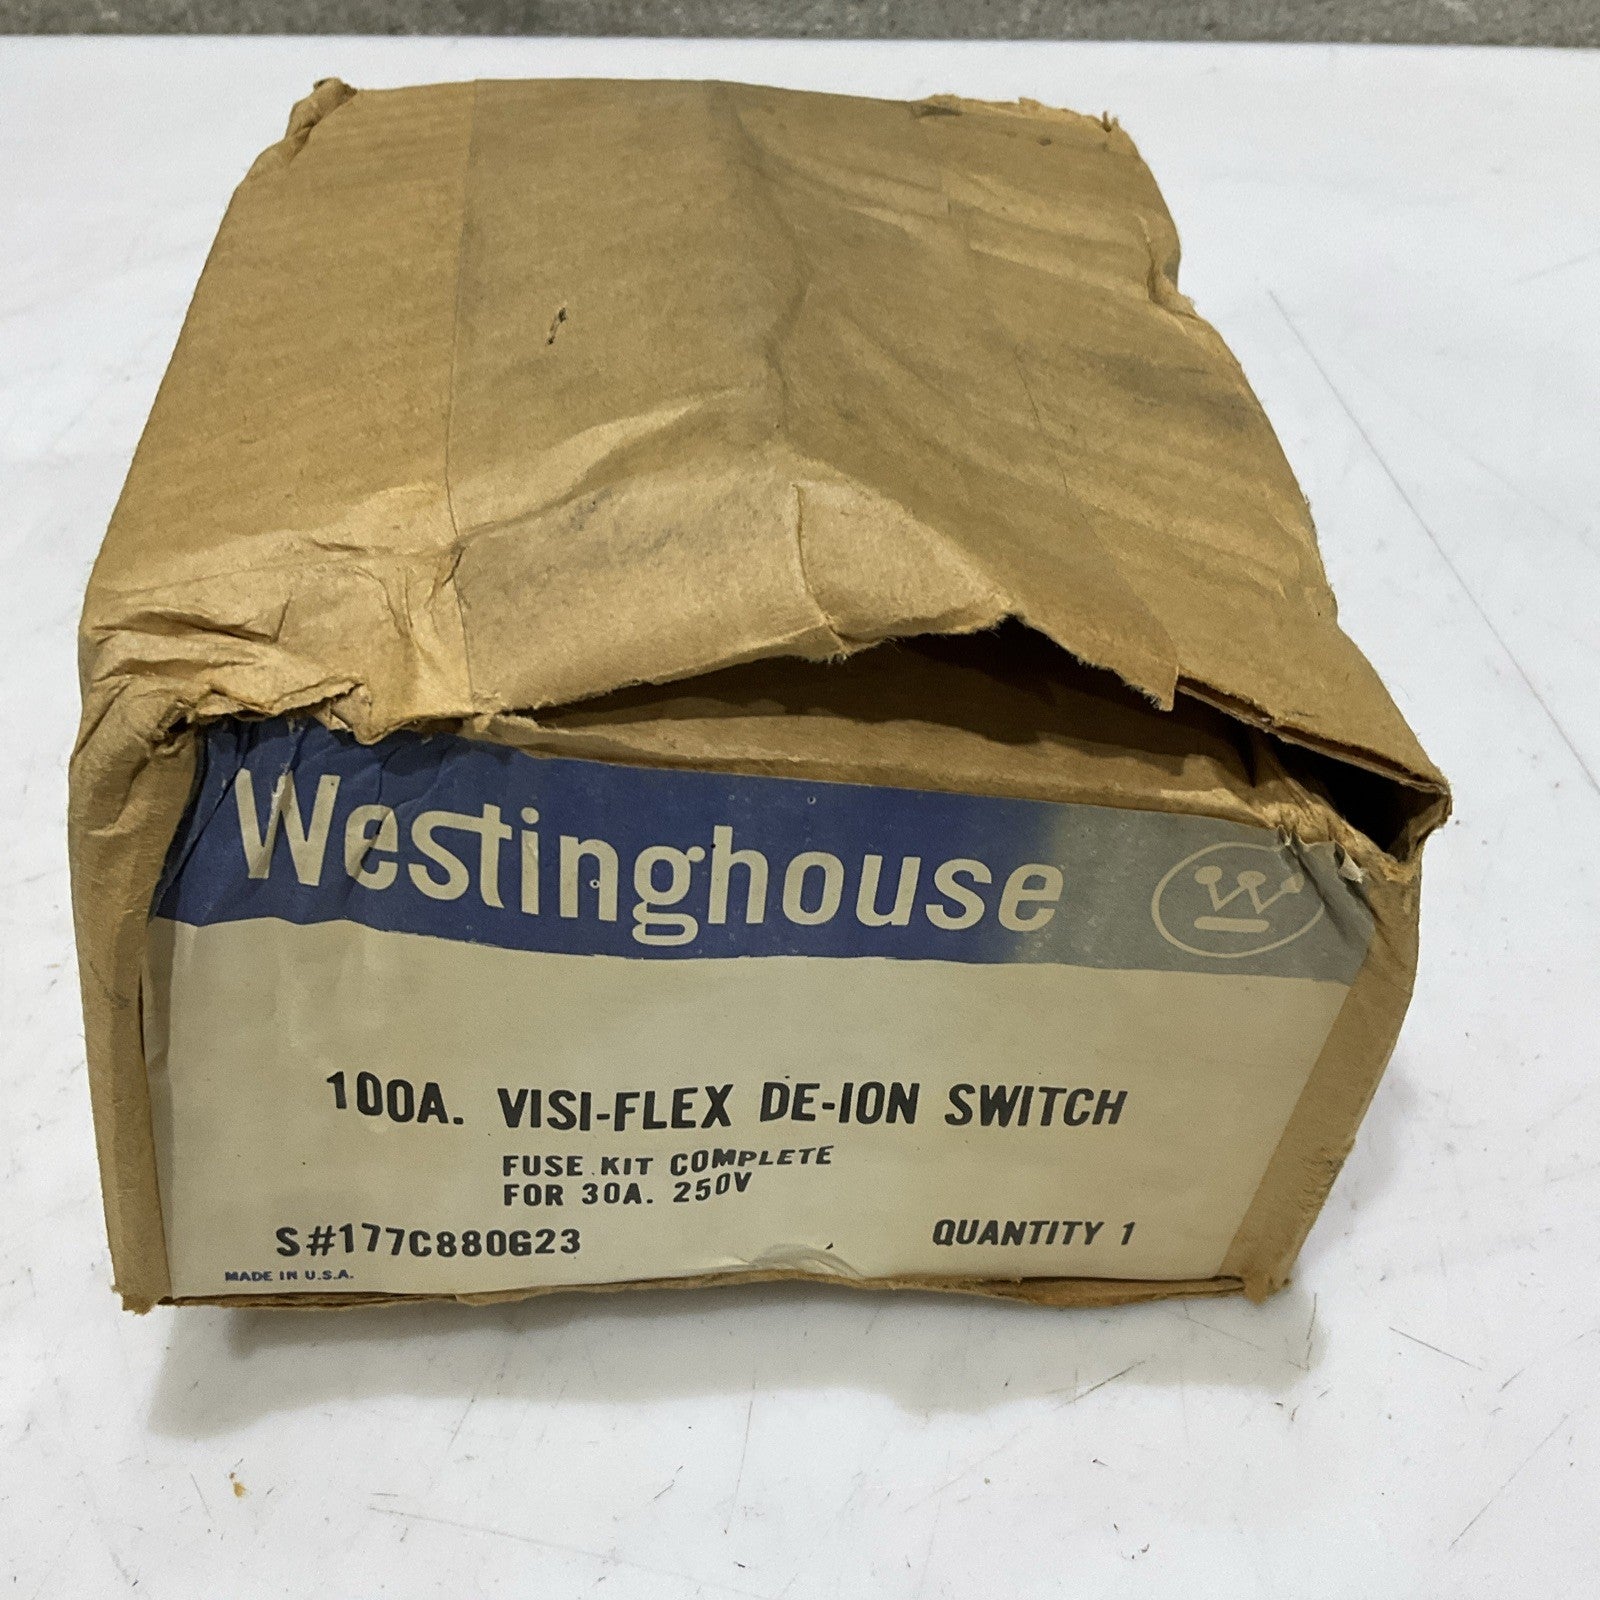 Westinghouse
100A. VISI-FLEX DE-ION SWITCH
FUSE KIT COMPLETE
FOR 30A. 250V
S#177C880G23
QUANTITY 1
MADE IN U.S.A.